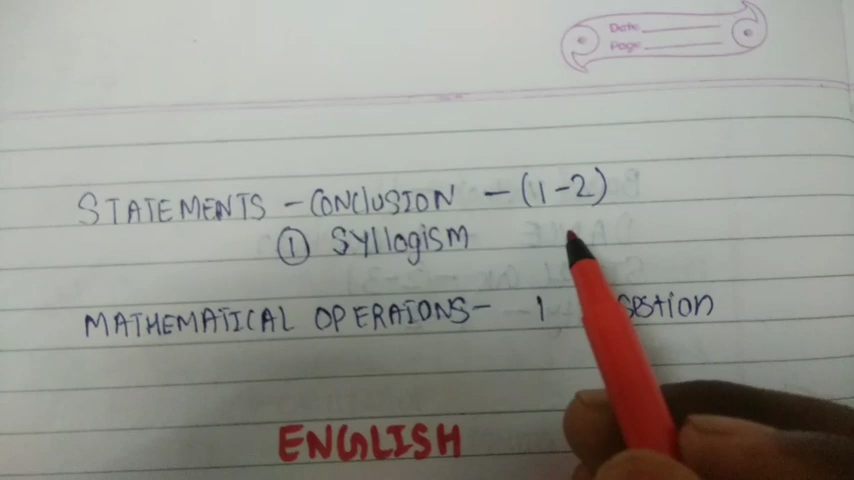 Date
Page
STATEMENTS - CONCLUSION - (1-2)
① Syllogism
MATHEMATICAL OPERAIONS - 1
ENGLISH